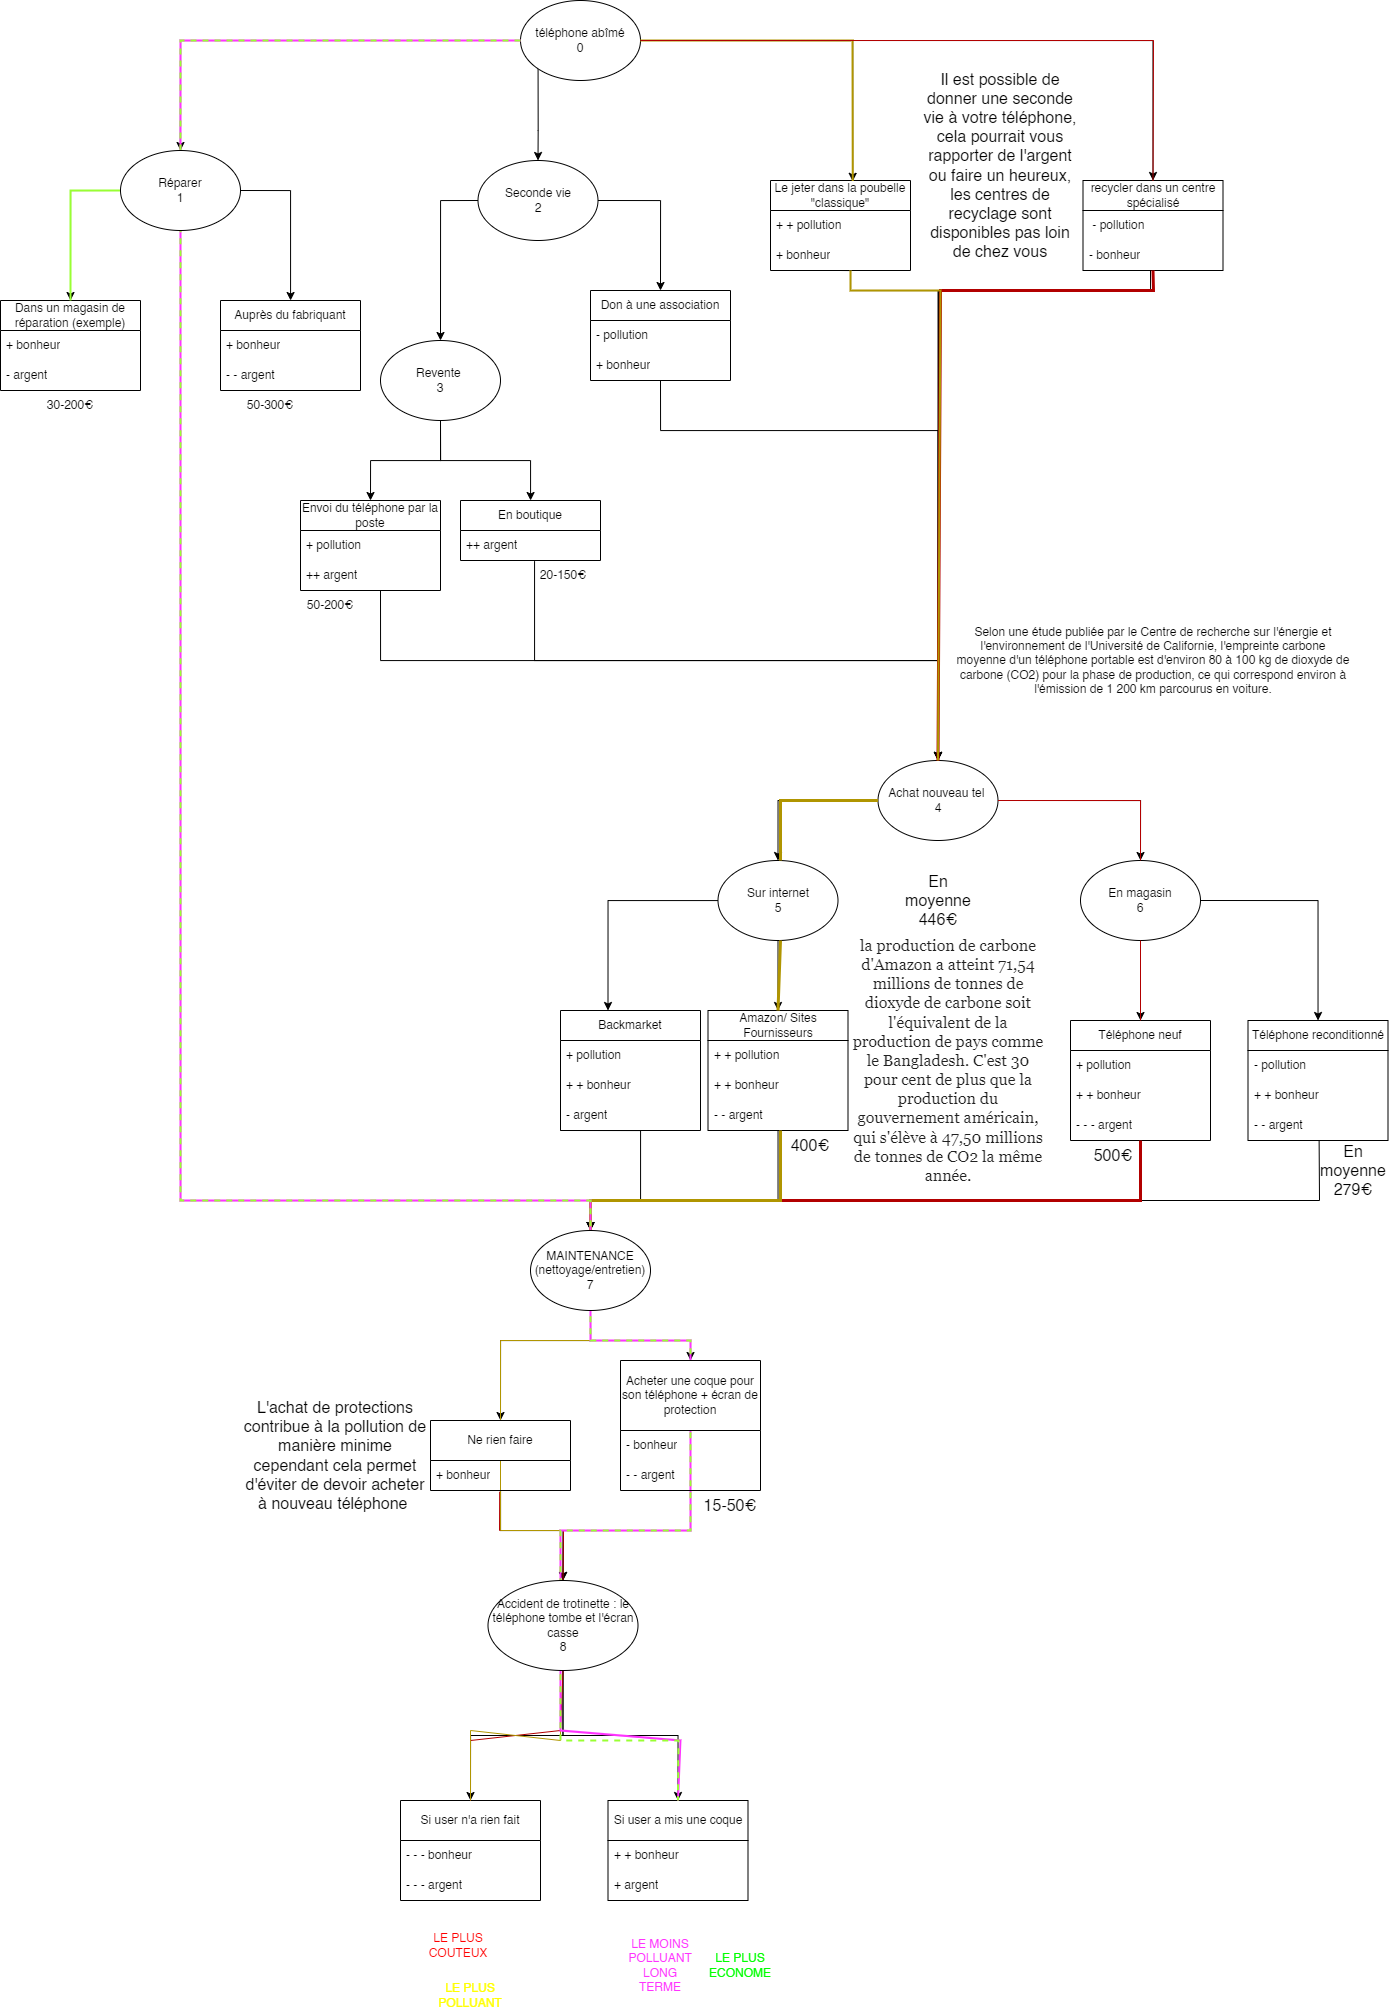 téléphone abîmé
0
Il est possible de
donner une seconde
vie à votre téléphone,
cela pourrait vous
rapporter de l'argent
ou faire un heureux,
les centres de
recyclage sont
disponibles pas loin
de chez vous
Réparer
1
Seconde vie
2
Le jeter dans la poubelle
"classique"
+ + pollution
+ bonheur
recycler dans un centre
spécialisé
- pollution
- bonheur
Dans un magasin de
réparation (exemple)
+ bonheur
- argent
30-200€
Auprès du fabriquant
+ bonheur
- - argent
50-300€
Don à une association
- pollution
+ bonheur
Revente
3
Envoi du téléphone par la
poste
+ pollution
++ argent
50-200€
En boutique
++ argent
20-150€
Selon une étude publiée par le Centre de recherche sur l'énergie et
l'environnement de l'Université de Californie, l'empreinte carbone
moyenne d'un téléphone portable est d'environ 80 à 100 kg de dioxyde de
carbone (CO2) pour la phase de production, ce qui correspond environ à
l'émission de 1 200 km parcourus en voiture.
Achat nouveau tel
4
Sur internet
5
En
moyenne
446€
En magasin
6
la production de carbone
d'Amazon a atteint 71,54
millions de tonnes de
dioxyde de carbone soit
l'équivalent de la
production de pays comme
le Bangladesh. C'est 30
pour cent de plus que la
production du
gouvernement américain,
qui s'élève à 47,50 millions
de tonnes de CO2 la même
année.
Backmarket
+ pollution
+ + bonheur
- argent
Amazon/ Sites
Fournisseurs
+ + pollution
+ + bonheur
- - argent
400€
Téléphone neuf
+ pollution
+ + bonheur
- - - argent
500€
Téléphone reconditionné
- pollution
+ + bonheur
- - argent
En
moyenne
279€
MAINTENANCE
(nettoyage/entretien)
7
L'achat de protections
contribue à la pollution de
manière minime
cependant cela permet
d'éviter de devoir acheter
à nouveau téléphone
Ne rien faire
+ bonheur
Acheter une coque pour
son téléphone + écran de
protection
- bonheur
- - argent
15-50€
Accident de trotinette : le
téléphone tombe et l'écran
casse
8
Si user n'a rien fait
- - - bonheur
- - - argent
Si user a mis une coque
+ + bonheur
+ argent
LE PLUS
COUTEUX
LE PLUS
POLLUANT
LE MOINS
POLLUANT
LONG
TERME
LE PLUS
ECONOME